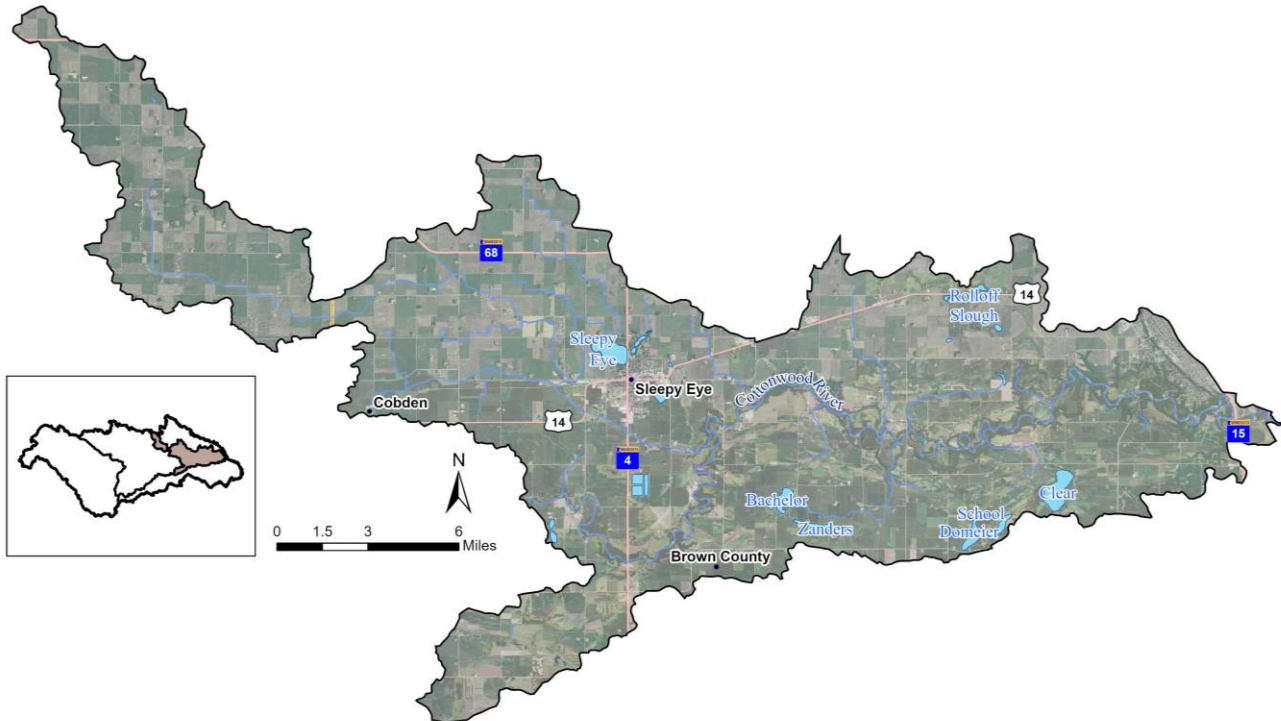 68
14
Rolloff
Slough
Sleepy
Eye
Sleepy Eye
Cottonwood River
Cobden
14
15
4
N
Bachelor
Clear
School
Domeier
Zanders
0 1.5 3 6
Miles
Brown County